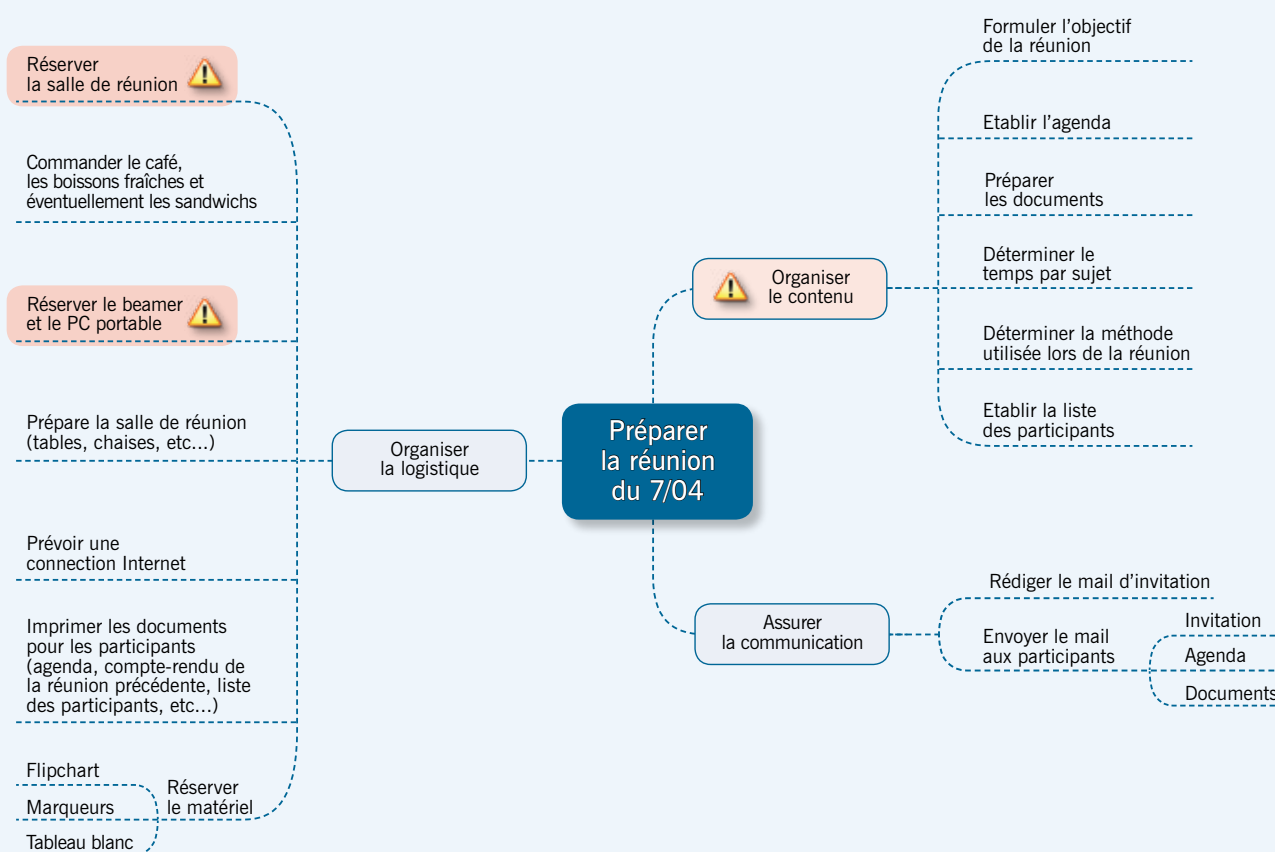 Préparer
la réunion
du 7/04
Organiser
le contenu
Formuler l’objectif
de la réunion
Etablir l’agenda
Préparer
les documents
Déterminer le
temps par sujet
Déterminer la méthode
utilisée lors de la réunion
Etablir la liste
des participants
Assurer
la communication
Rédiger le mail d’invitation
Envoyer le mail
aux participants
Invitation
Agenda
Documents
Organiser
la logistique
Réserver
la salle de réunion
Commander le café,
les boissons fraîches et
éventuellement les sandwichs
Réserver le beamer
et le PC portable
Prépare la salle de réunion
(tables, chaises, etc...)
Prévoir une
connection Internet
Imprimer les documents
pour les participants
(agenda, compte-rendu de
la réunion précédente, liste
des participants, etc...)
Réserver
le matériel
Flipchart
Marqueurs
Tableau blanc